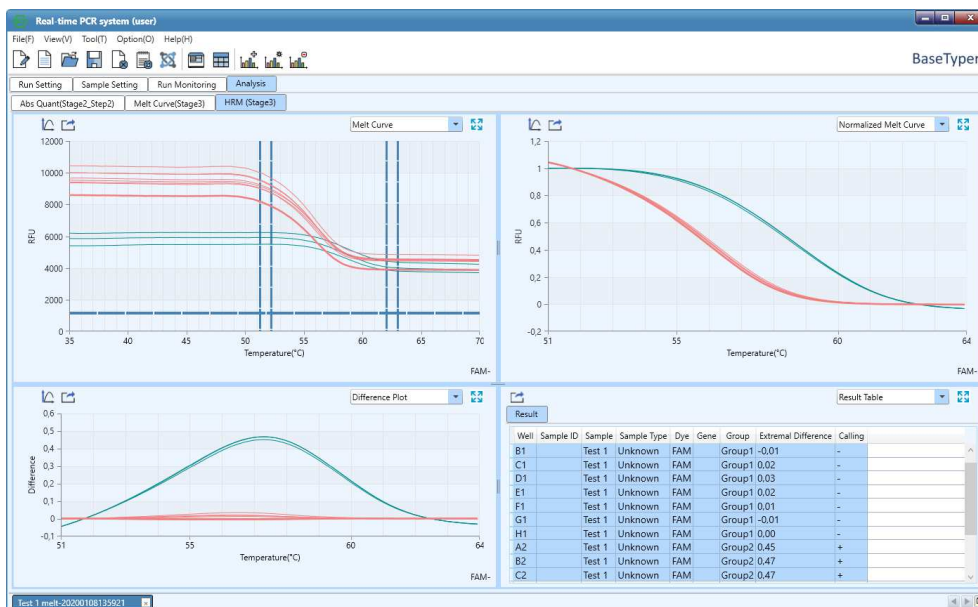 Real-time PCR system (user)
File(F) View(V) Tool(T) Option(O) Help(H)
BaseTyper
Run Setting Sample Setting Run Monitoring Analysis
Abs Quant(Stage2_Step2) Melt Curve(Stage3) HRM (Stage3)
Melt Curve
12000
10000
8000
6000
4000
2000
0
RFU
35 40 45 50 55 60 65 70
Temperature(°C)
FAM-
Normalized Melt Curve
1,2
1
0,8
0,6
0,4
0,2
0
-0,2
RFU
51 55 60 64
Temperature(°C)
FAM-
Difference Plot
0,6
0,5
0,4
0,3
0,2
0,1
0
-0,1
Difference
51 55 60 64
Temperature(°C)
FAM-
Result Table
Result
Well Sample ID Sample Sample Type Dye Gene Group Extremal Difference Calling
B1 Test 1 Unknown FAM Group1 -0,01 -
C1 Test 1 Unknown FAM Group1 0,02 -
D1 Test 1 Unknown FAM Group1 0,03 -
E1 Test 1 Unknown FAM Group1 0,02 -
F1 Test 1 Unknown FAM Group1 0,01 -
G1 Test 1 Unknown FAM Group1 -0,01 -
H1 Test 1 Unknown FAM Group1 0,00 -
A2 Test 1 Unknown FAM Group2 0,45 +
B2 Test 1 Unknown FAM Group2 0,47 +
C2 Test 1 Unknown FAM Group2 0,47 +
Test 1 melt-20200108135921